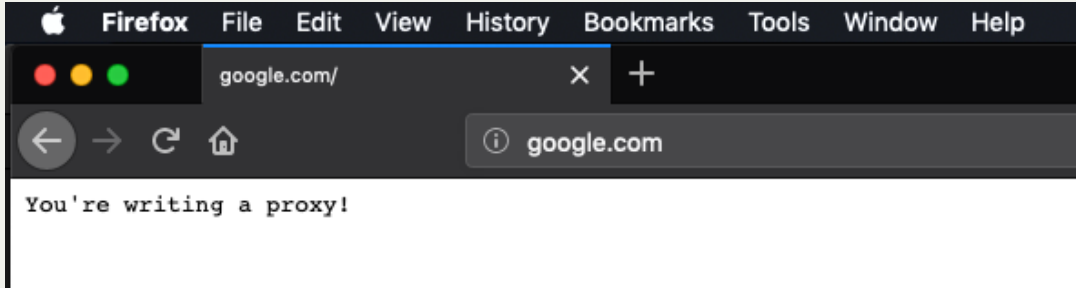 Firefox File Edit View History Bookmarks Tools Window Help
google.com/
google.com
You're writing a proxy!